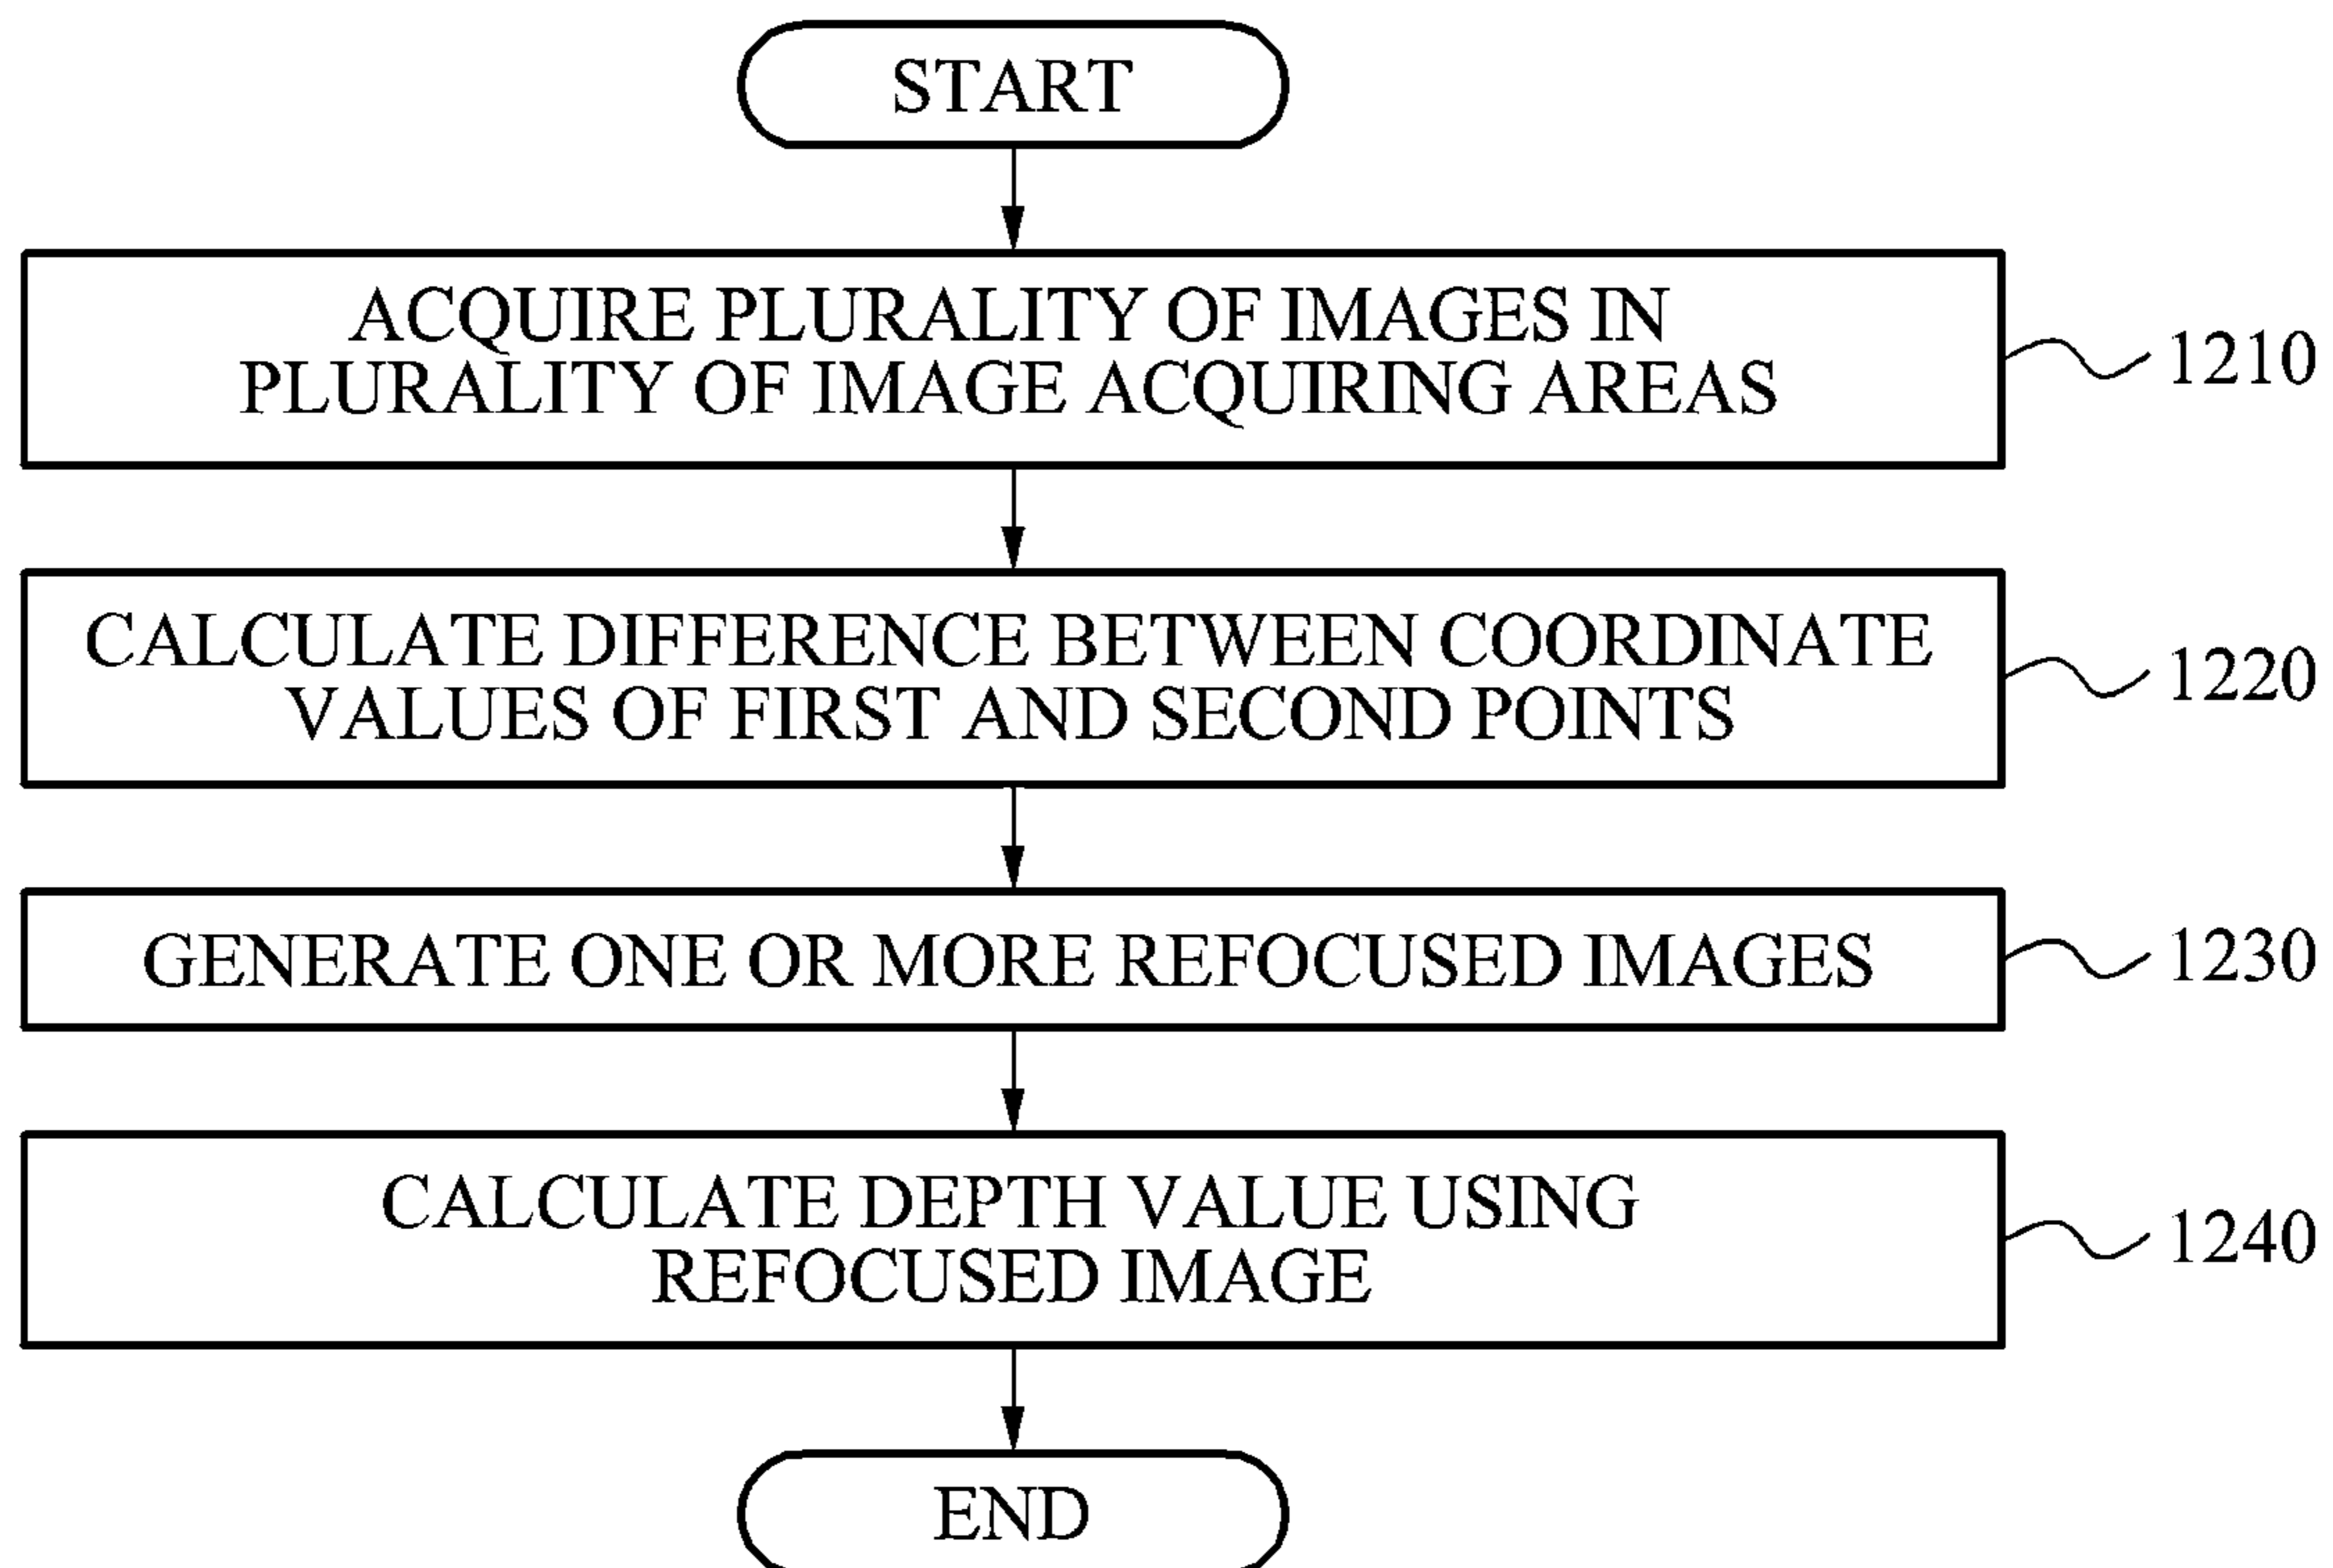 START
ACQUIRE PLURALITY OF IMAGES IN
PLURALITY OF IMAGE ACQUIRING AREAS
1210
CALCULATE DIFFERENCE BETWEEN COORDINATE
VALUES OF FIRST AND SECOND POINTS
1220
GENERATE ONE OR MORE REFOCUSED IMAGES
1230
CALCULATE DEPTH VALUE USING
REFOCUSED IMAGE
1240
END